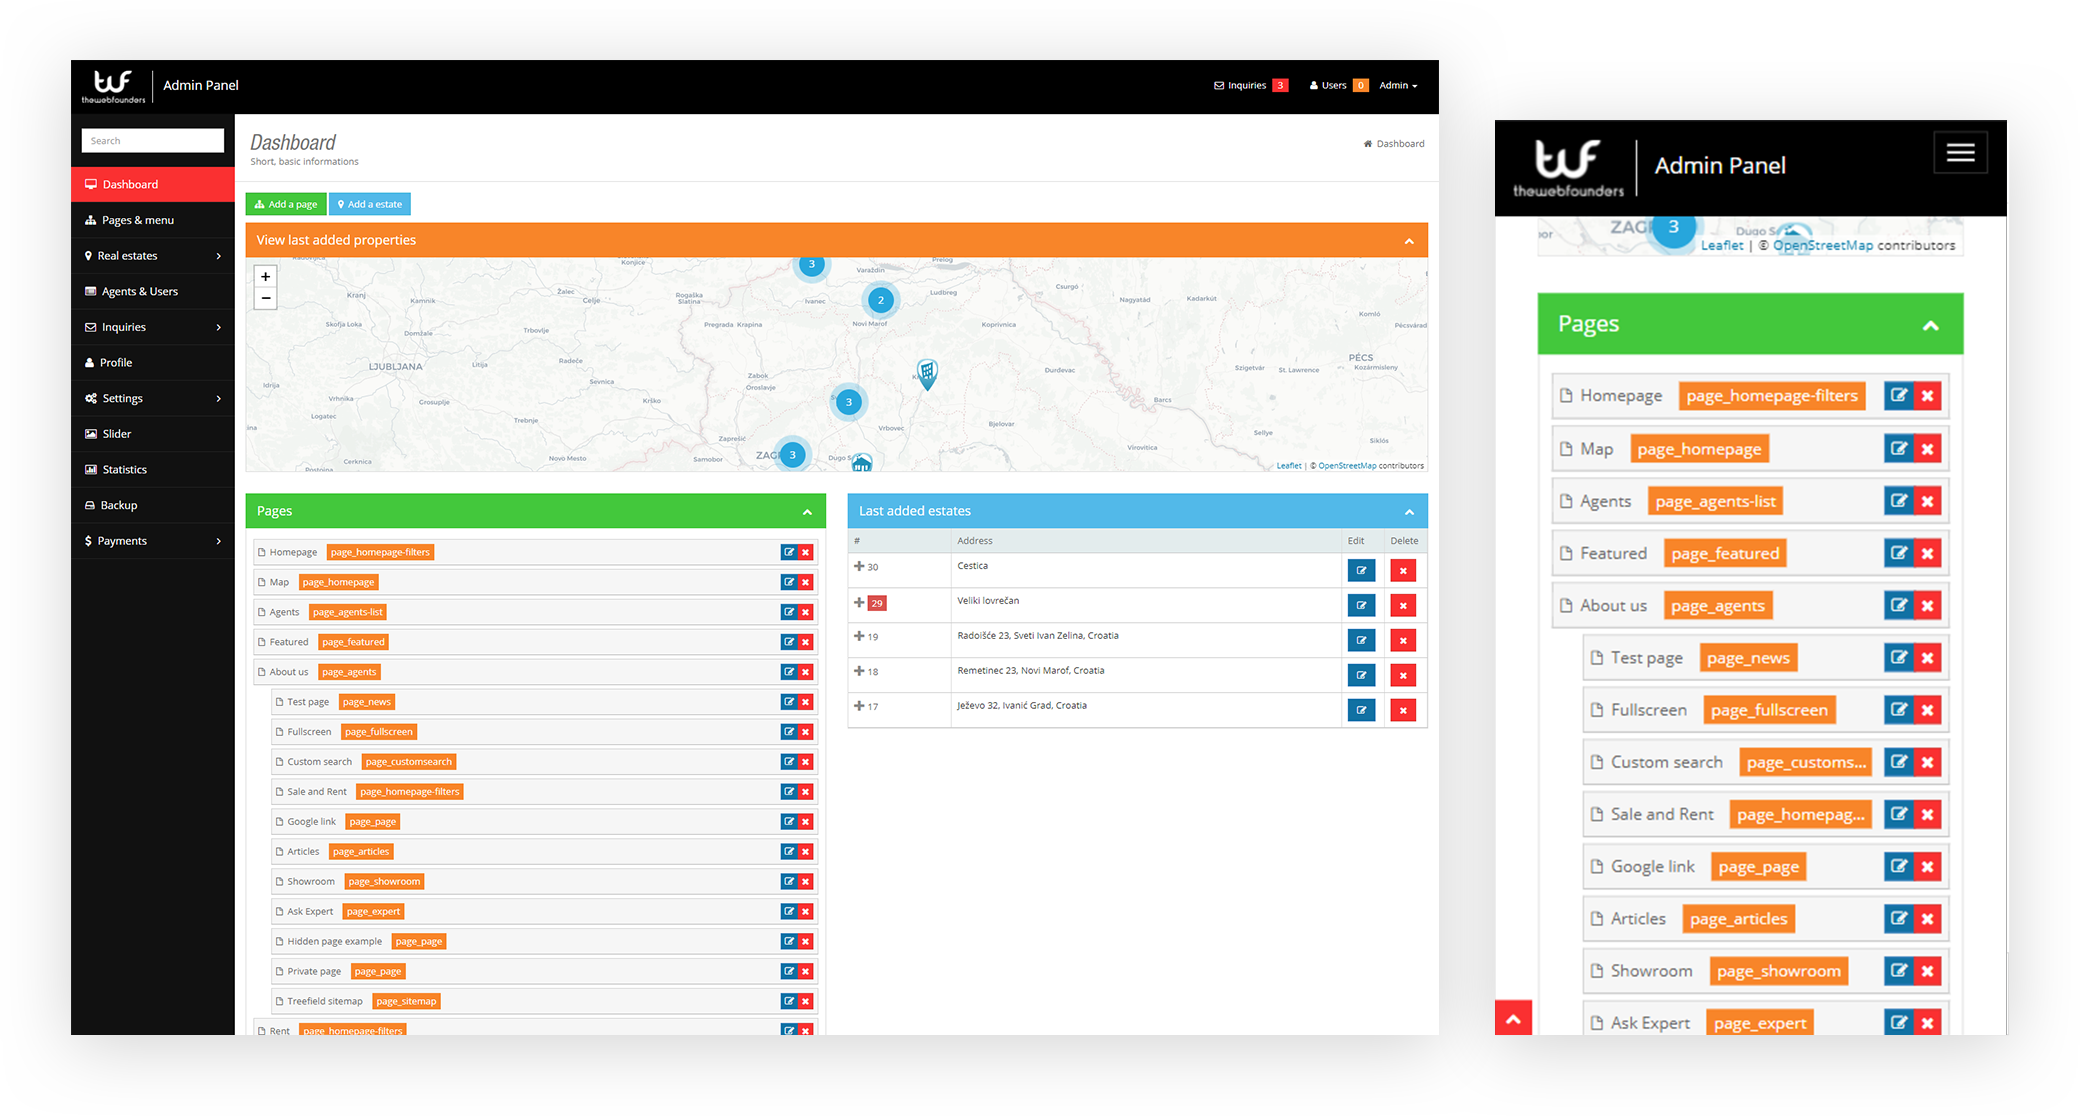 twf
thewebfounders
Admin Panel
Inquiries 3
Users 0
Admin
Search
Dashboard
Pages & menu
Real estates
Agents & Users
Inquiries
Profile
Settings
Slider
Statistics
Backup
Payments
Dashboard
Short, basic informations
Dashboard
Add a page
Add a estate
View last added properties
+
−
Konjice
Prelog
3
Varaždin
Kranj
Kamnik
Žalec
Celje
Rogaška
Slatina
Ivanec
2
Ludbreg
Csurgó
Nagyatád
Kadarkút
Komló
Skofja Loka
Domžale
Trbovlje
Pregrada Krapina
Novi Marof
Koprivnica
Pécsvárad
LJUBLJANA
Litija
Radeče
PÉCS
Kozármisleny
Idrija
Sevnica
Zabok
Oroslavje
Durđevac
Szigetvár
St. Lawrence
Vrhnika
Grosuplje
Krško
3
Barcs
Logatec
Trebnje
Vrbovec
Bjelovar
Zaprešić
Sellye
Siklós
Cerknica
Novo Mesto
Samobor
ZAG
3
Dugo S
Virovitica
Postojna
Leaflet | © OpenStreetMap contributors
Pages
Homepage page_homepage-filters
Map page_homepage
Agents page_agents-list
Featured page_featured
About us page_agents
Test page page_news
Fullscreen page_fullscreen
Custom search page_customsearch
Sale and Rent page_homepage-filters
Google link page_page
Articles page_articles
Showroom page_showroom
Ask Expert page_expert
Hidden page example page_page
Private page page_page
Treefield sitemap page_sitemap
Rent page_homepage-filters
Last added estates
# Address Edit Delete
30 Cestica
29 Veliki lovrečan
19 Radoišće 23, Sveti Ivan Zelina, Croatia
18 Remetinec 23, Novi Marof, Croatia
17 Ježevo 32, Ivanić Grad, Croatia
twf
thewebfounders
Admin Panel
ZAG
3
Dugo S
Leaflet | © OpenStreetMap contributors
Pages
Homepage page_homepage-filters
Map page_homepage
Agents page_agents-list
Featured page_featured
About us page_agents
Test page page_news
Fullscreen page_fullscreen
Custom search page_customs...
Sale and Rent page_homepag...
Google link page_page
Articles page_articles
Showroom page_showroom
Ask Expert page_expert